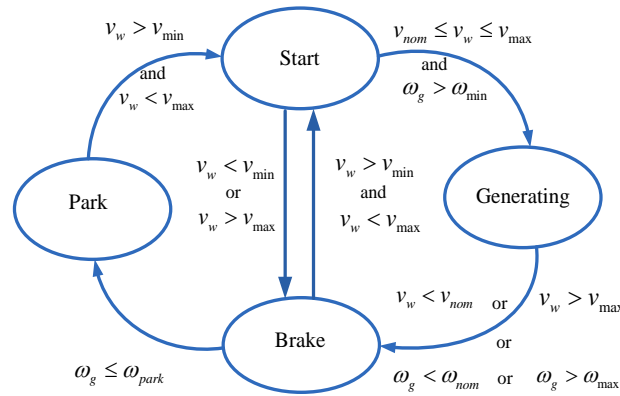 v_w > v_min
and
v_w < v_max
Start
v_nom ≤ v_w ≤ v_max
and
ω_g > ω_min
v_w < v_min
or
v_w > v_max
v_w > v_min
and
v_w < v_max
Park
Generating
Brake
v_w < v_nom or v_w > v_max
or
ω_g < ω_nom or ω_g > ω_max
ω_g ≤ ω_park